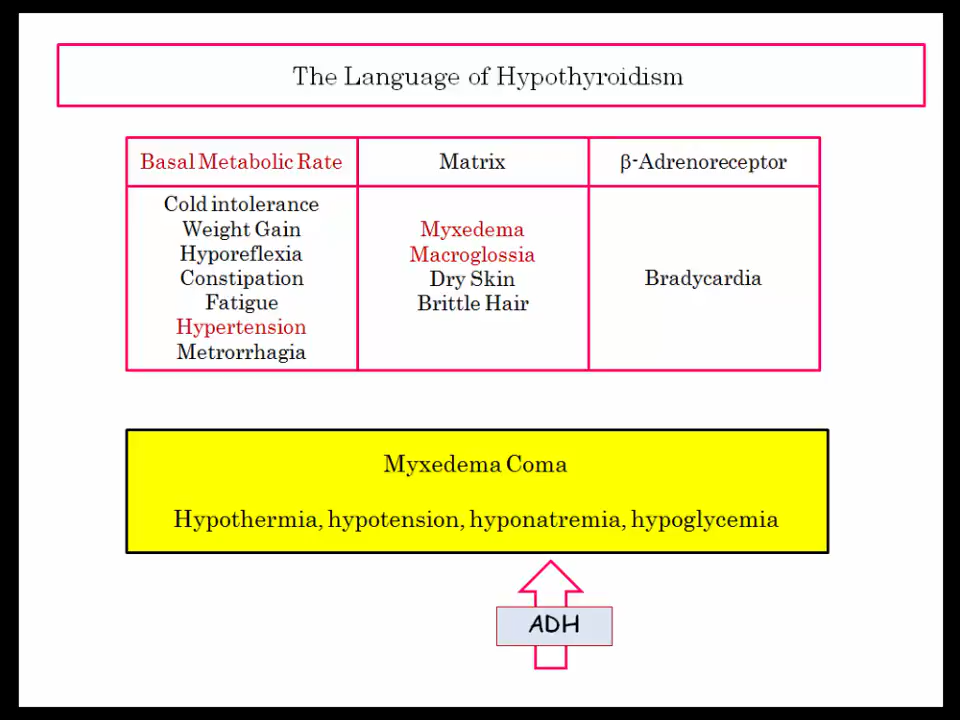 The Language of Hypothyroidism
Basal Metabolic Rate
Matrix
β-Adrenoreceptor
Cold intolerance
Weight Gain
Hyporeflexia
Constipation
Fatigue
Hypertension
Metrorrhagia
Myxedema
Macroglossia
Dry Skin
Brittle Hair
Bradycardia
Myxedema Coma
Hypothermia, hypotension, hyponatremia, hypoglycemia
ADH